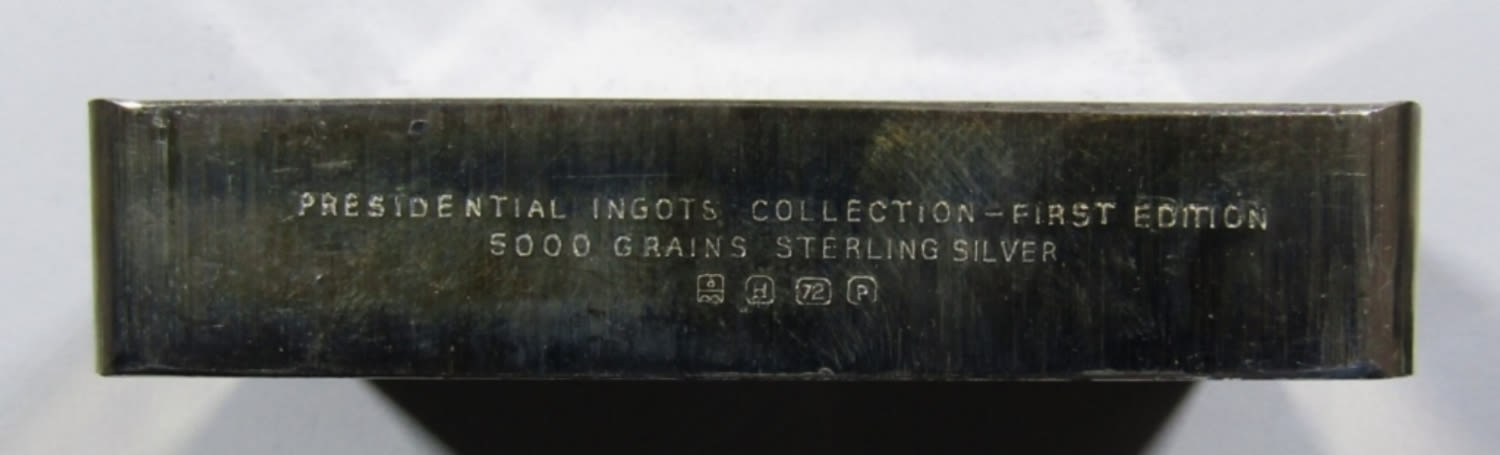 PRESIDENTIAL INGOTS COLLECTION—FIRST EDITION
5000 GRAINS STERLING SILVER
H 72 P